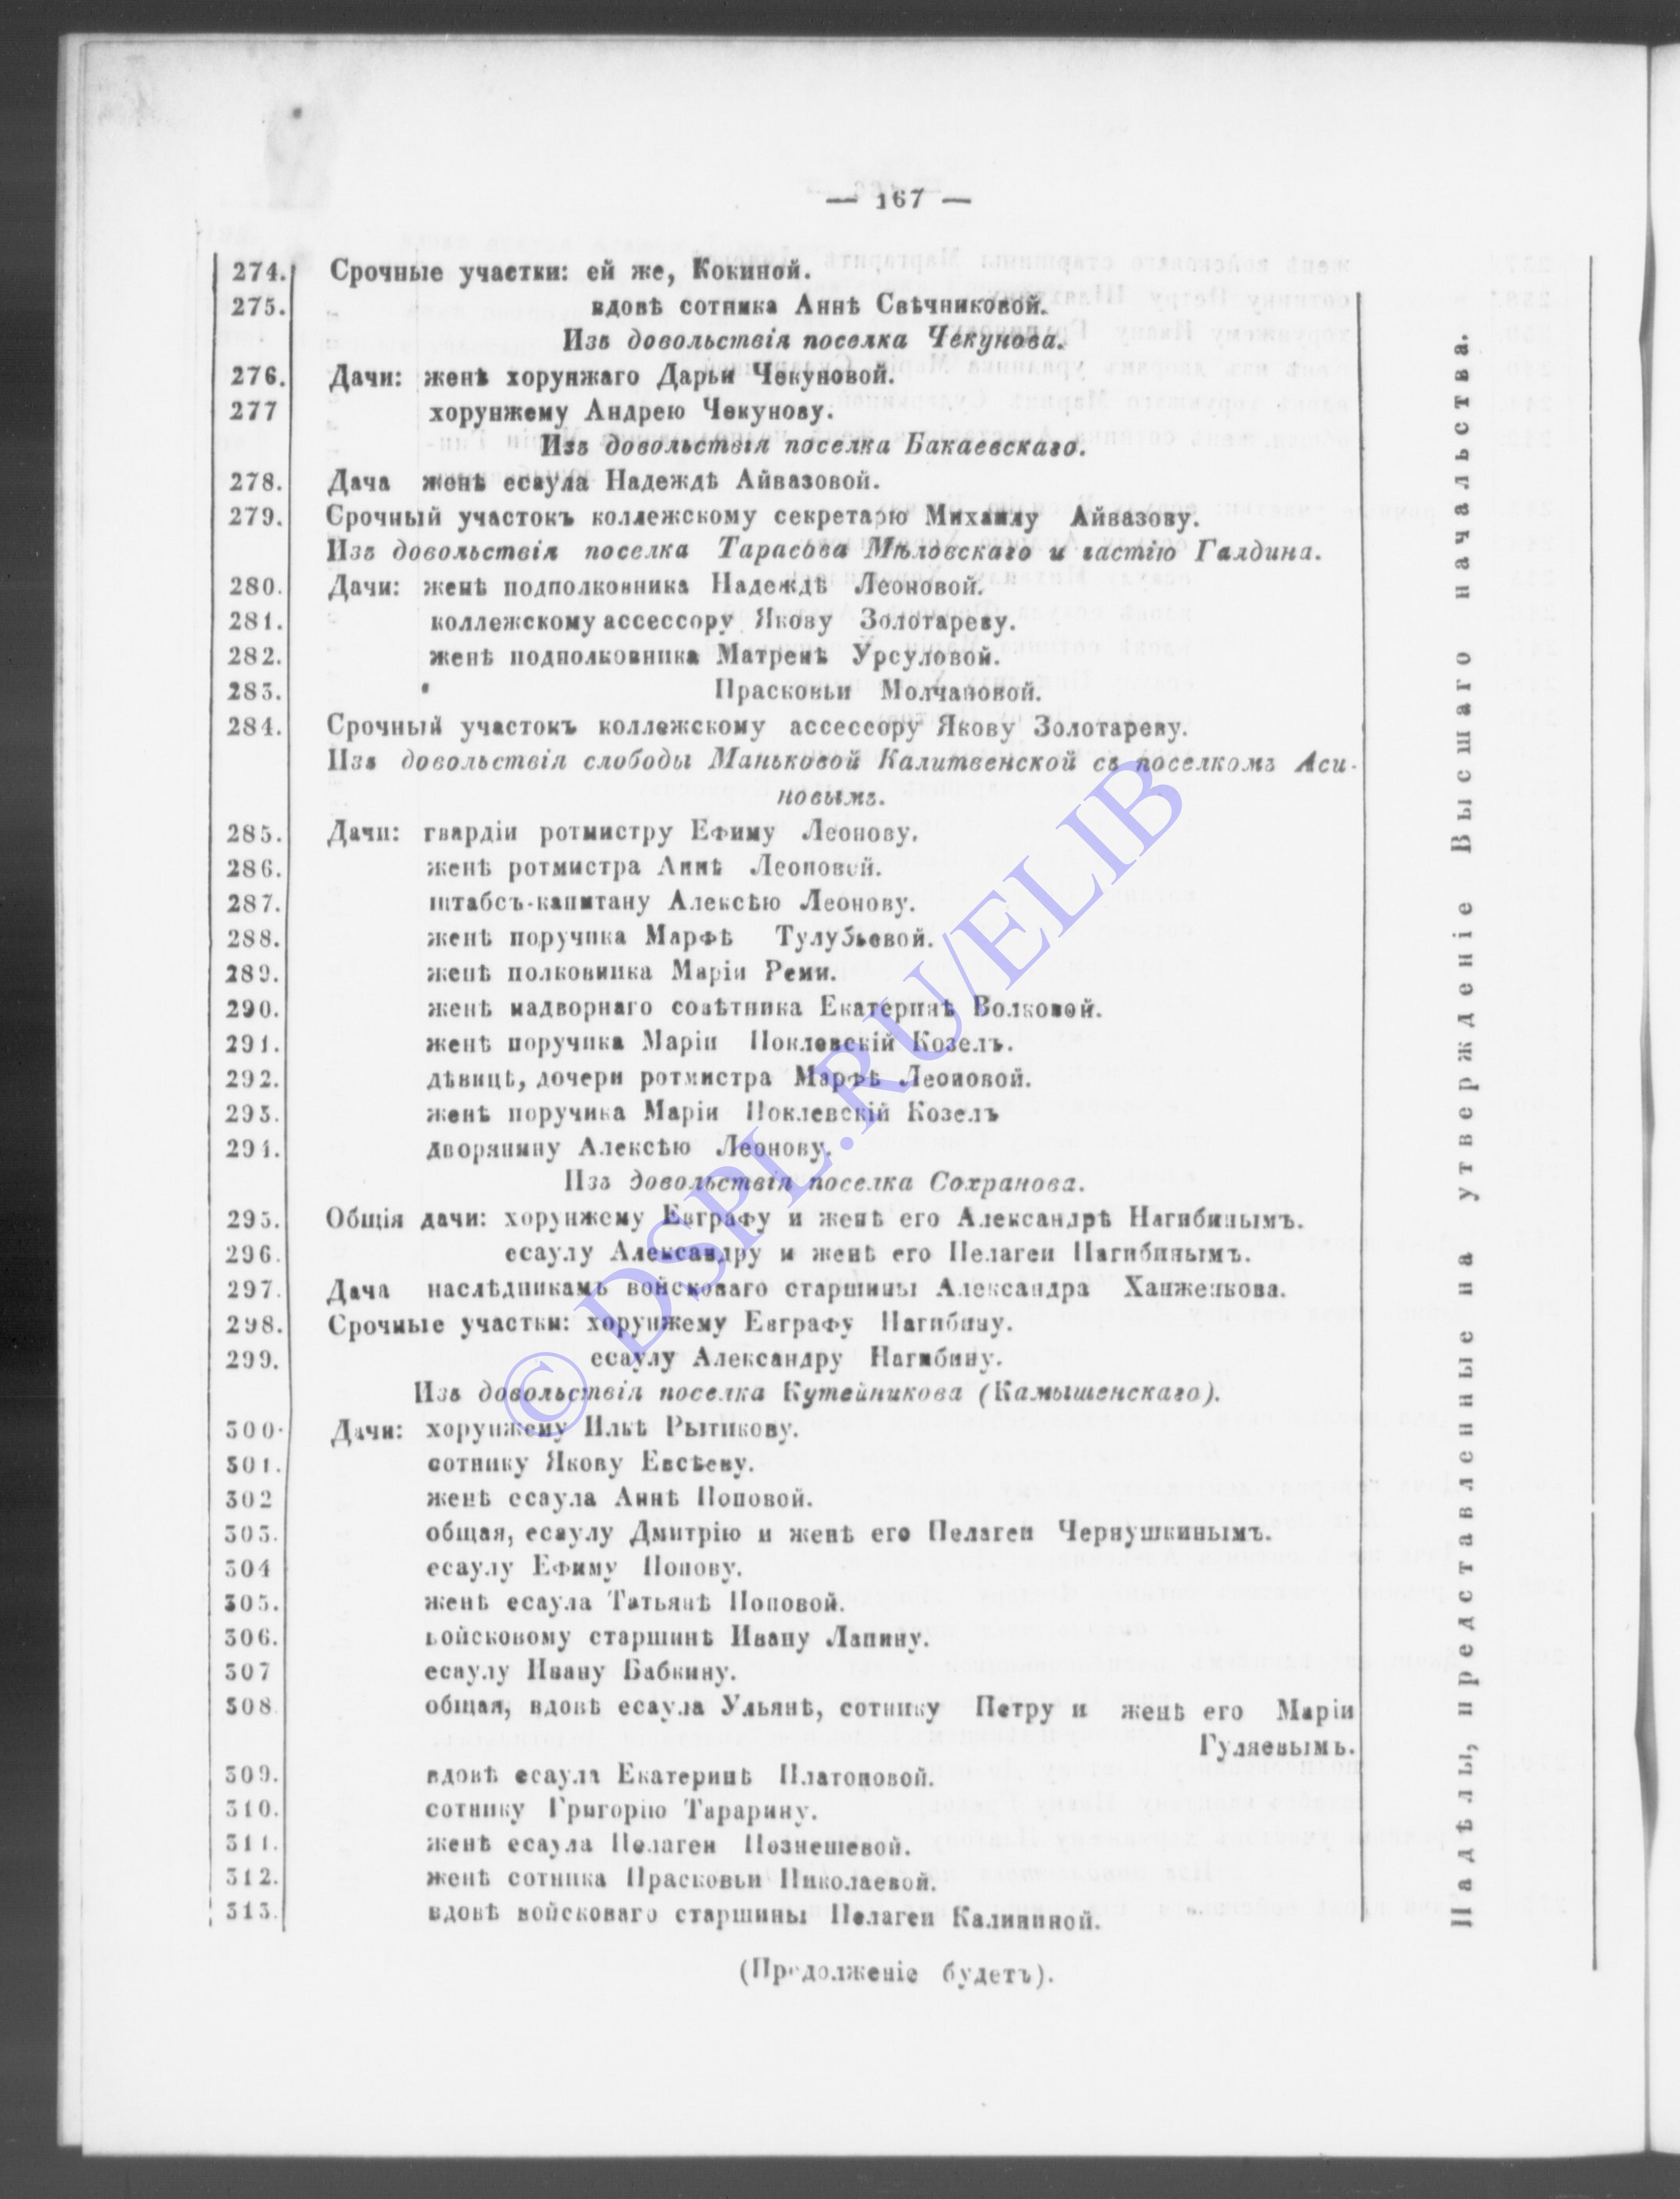 — 167 —
274. Срочные участки: ей же, Кокиной.
275. вдовѣ сотника Аннѣ Свѣчниковой.
Изъ довольствія поселка Чекунова.
276. Дачи: женѣ хорунжаго Дарьи Чекуновой.
277 хорунжему Андрею Чекунову.
Изъ довольствія поселка Бакаевскаго.
278. Дача женѣ есаула Надеждѣ Айвазовой.
279. Срочный участокъ коллежскому секретарю Михаилу Айвазову.
Изъ довольствія поселка Тарасова Мѣловскаго и частію Галдина.
280. Дачи: женѣ подполковника Надеждѣ Леоновой.
281. коллежскому ассессору Якову Золотареву.
282. женѣ подполковника Матренѣ Урсуловой.
283. Прасковьи Молчановой.
284. Срочный участокъ коллежскому ассессору Якову Золотареву.
Изъ довольствія слободы Маньковой Калитвенской съ поселкомъ Аси-
новымъ.
285. Дачи: гвардіи ротмистру Ефиму Леонову.
286. женѣ ротмистра Аннѣ Леоновой.
287. штабсъ-капитану Алексѣю Леонову.
288. женѣ поручика Марфѣ Тулубьевой.
289. женѣ полковника Маріи Реми.
290. женѣ надворнаго совѣтника Екатеринѣ Волковой.
291. женѣ поручика Маріи Поклевскій Козелъ.
292. дѣвицѣ, дочери ротмистра Марфѣ Леоновой.
293. женѣ поручика Маріи Поклевскій Козелъ
294. дворянину Алексѣю Леонову.
Изъ довольствія поселка Сохранова.
295. Общія дачи: хорунжему Евграфу и женѣ его Александрѣ Нагибинымъ.
296. есаулу Александру и женѣ его Пелагеи Нагибинымъ.
297. Дача наслѣдникамъ войсковаго старшины Александра Ханженкова.
298. Срочные участки: хорунжему Евграфу Нагибину.
299. есаулу Александру Нагибину.
Изъ довольствія поселка Кутейникова (Камышенскаго).
300. Дачи: хорунжему Ильѣ Рытикову.
301. сотнику Якову Евсѣеву.
302 женѣ есаула Аннѣ Поповой.
303. общая, есаулу Дмитрію и женѣ его Пелагеи Чернушкинымъ.
304 есаулу Ефиму Попову.
305. женѣ есаула Татьянѣ Поповой.
306. войсковому старшинѣ Ивану Лапину.
307 есаулу Ивану Бабкину.
308. общая, вдовѣ есаула Ульянѣ, сотнику Петру и женѣ его Маріи
Гуляевымъ.
309. вдовѣ есаула Екатеринѣ Платоновой.
310. сотнику Григорію Тарарину.
311. женѣ есаула Пелагеи Познешевой.
312. женѣ сотника Прасковьи Николаевой.
313. вдовѣ войсковаго старшины Пелагеи Калининой.
(Продолженіе будетъ).
Надѣлы, представленные на утвержденіе Высшаго начальства.
© DSPL.RU/ELIB